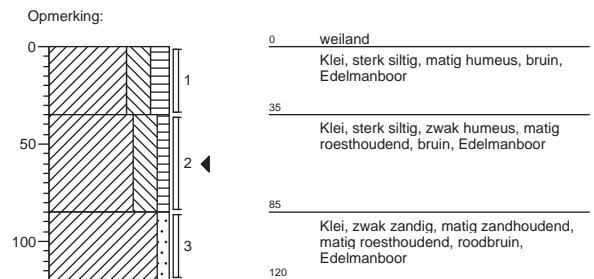 Opmerking:
0
50
100
1
2
3
0 weiland
Klei, sterk siltig, matig humeus, bruin,
Edelmanboor
35
Klei, sterk siltig, zwak humeus, matig
roesthoudend, bruin, Edelmanboor
85
Klei, zwak zandig, matig zandhoudend,
matig roesthoudend, roodbruin,
Edelmanboor
120